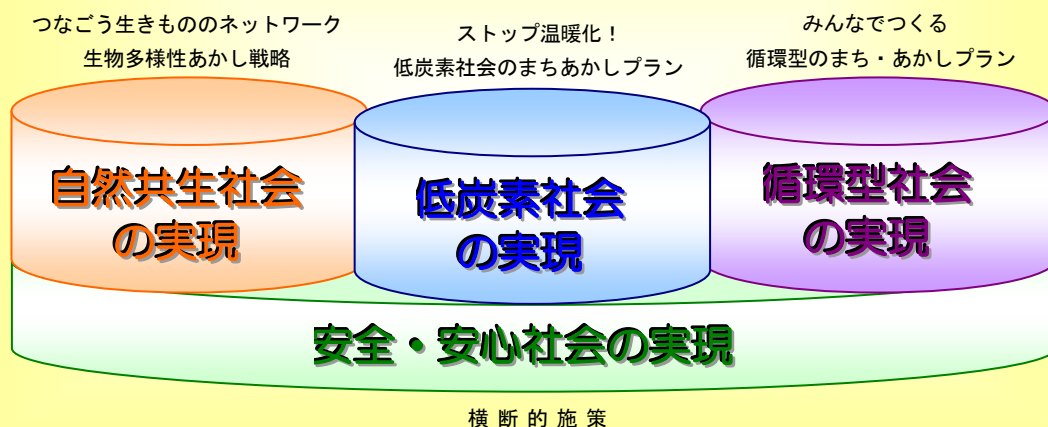 つなごう生きもののネットワーク
生物多様性あかし戦略
ストップ温暖化！
低炭素社会のまちあかしプラン
みんなでつくる
循環型のまち・あかしプラン
自然共生社会
の実現
低炭素社会
の実現
循環型社会
の実現
安全・安心社会の実現
横断的施策